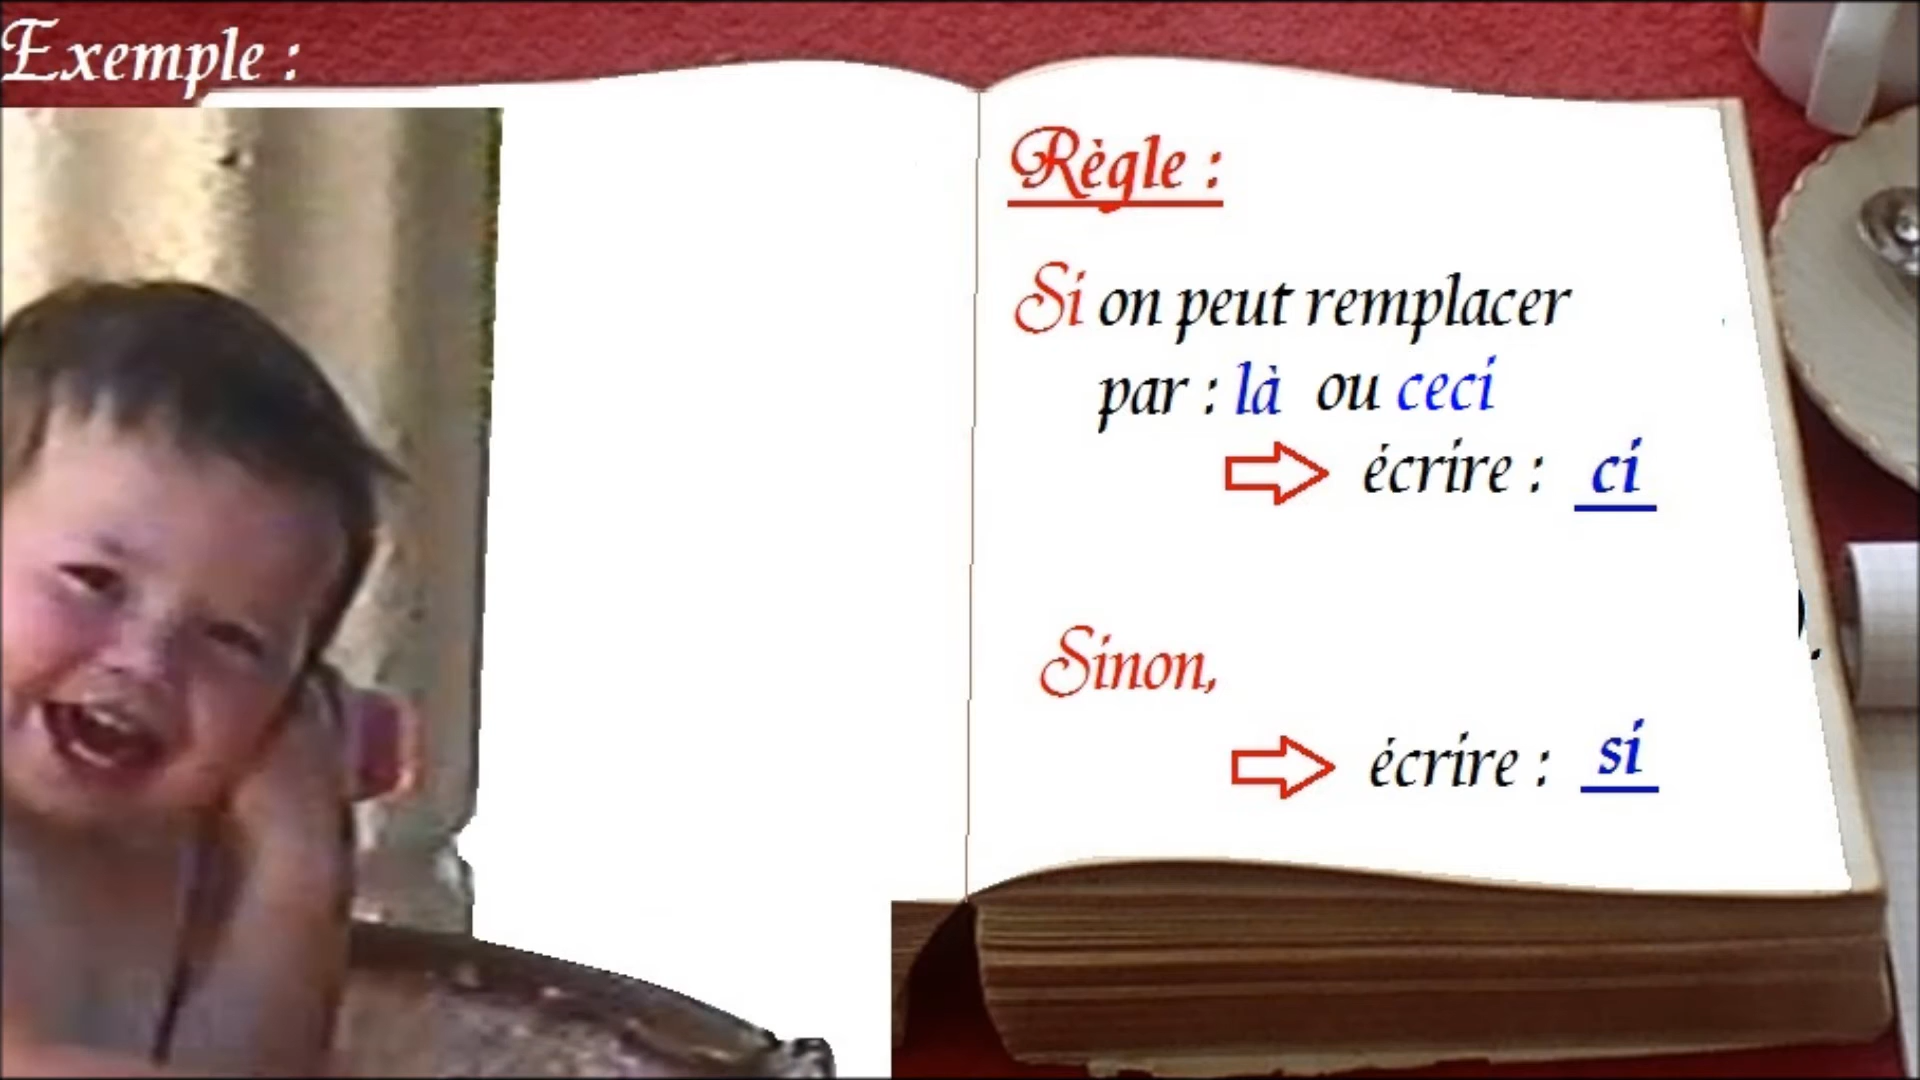 Exemple :
Règle :
Si on peut remplacer
par : là ou ceci
écrire : ci
Sinon,
écrire : si